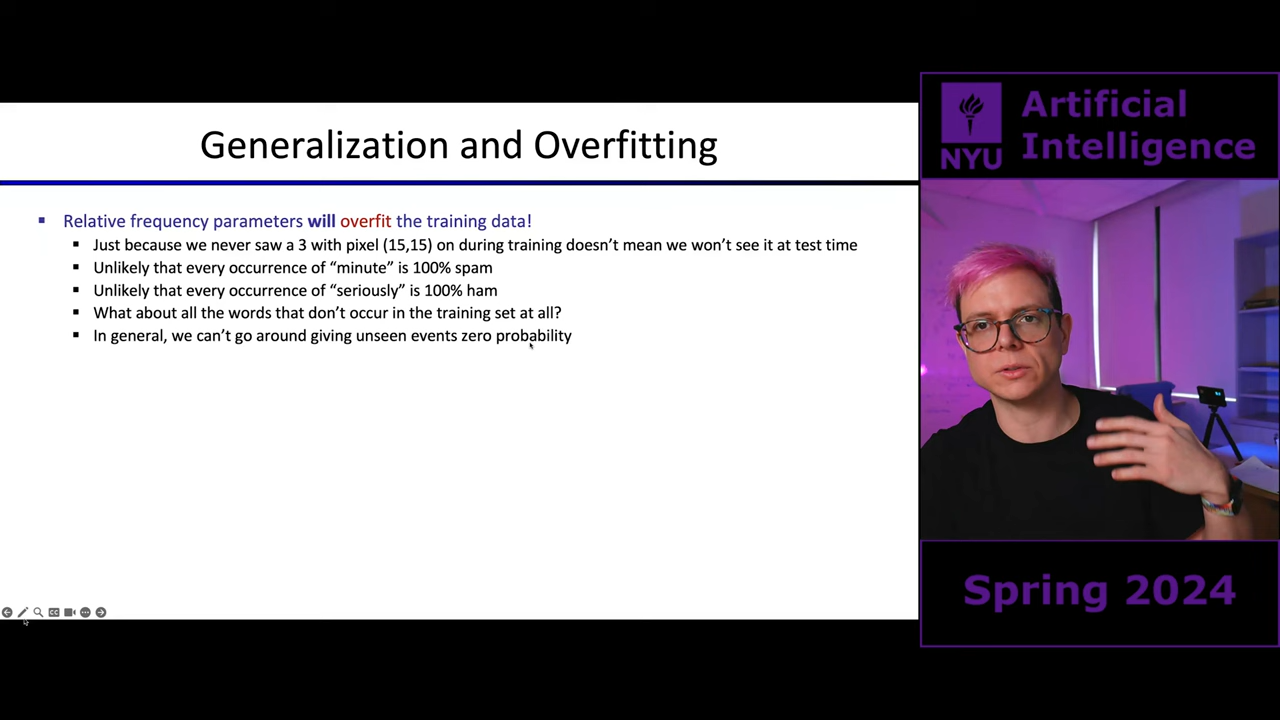 Generalization and Overfitting
Relative frequency parameters will overfit the training data!
Just because we never saw a 3 with pixel (15,15) on during training doesn't mean we won't see it at test time
Unlikely that every occurrence of “minute” is 100% spam
Unlikely that every occurrence of “seriously” is 100% ham
What about all the words that don't occur in the training set at all?
In general, we can't go around giving unseen events zero probability
NYU
Artificial
Intelligence
Spring 2024